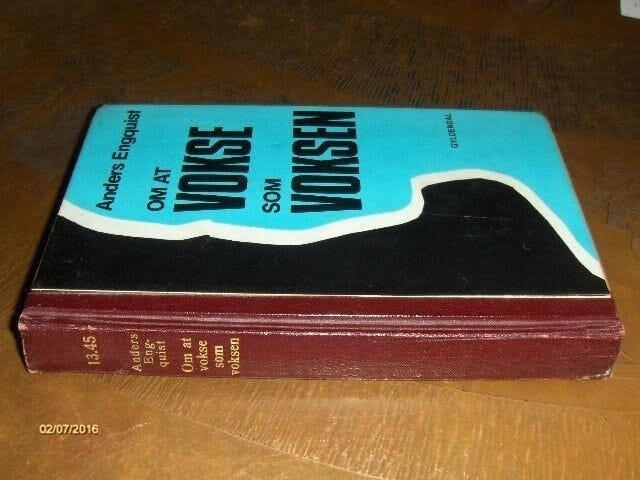 Anders Engquist
OM AT
VOKSE
SOM
VOKSEN
GYLDENDAL
13.45
Anders
Eng-
quist
Om at
vokse
som
voksen
02/07/2016